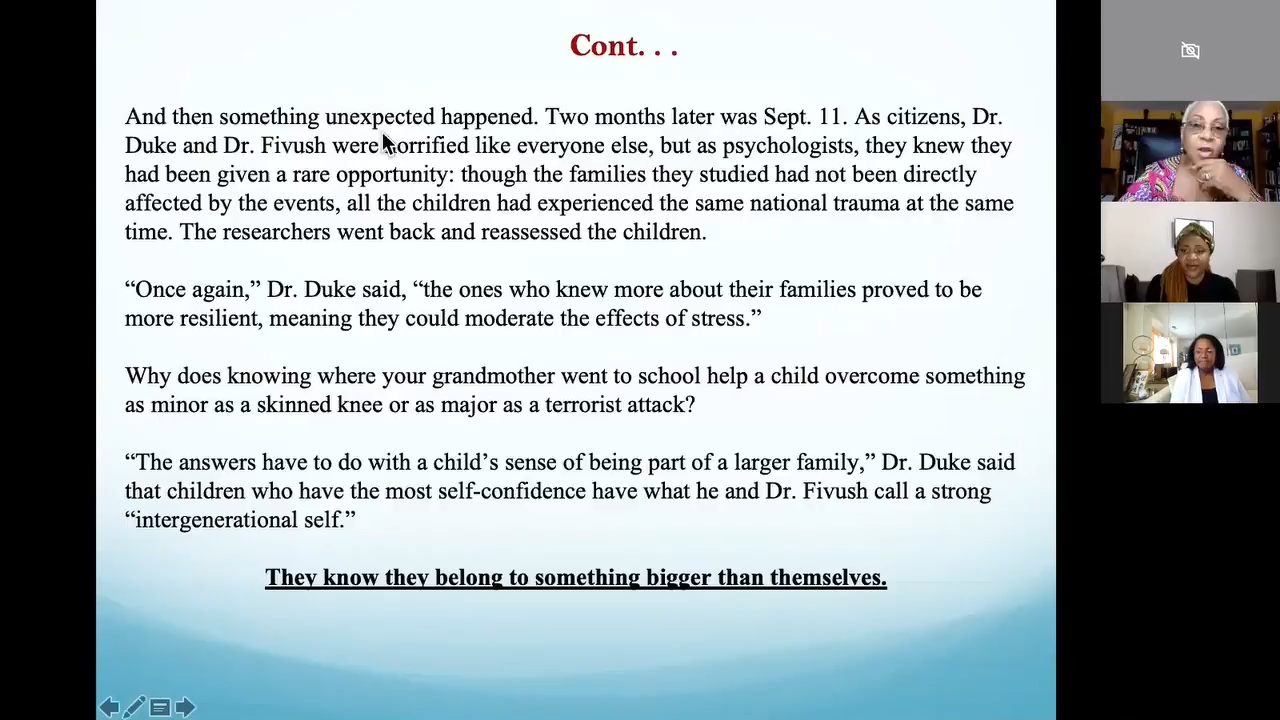 Cont. . .
And then something unexpected happened. Two months later was Sept. 11. As citizens, Dr.
Duke and Dr. Fivush were horrified like everyone else, but as psychologists, they knew they
had been given a rare opportunity: though the families they studied had not been directly
affected by the events, all the children had experienced the same national trauma at the same
time. The researchers went back and reassessed the children.
“Once again,” Dr. Duke said, “the ones who knew more about their families proved to be
more resilient, meaning they could moderate the effects of stress.”
Why does knowing where your grandmother went to school help a child overcome something
as minor as a skinned knee or as major as a terrorist attack?
“The answers have to do with a child’s sense of being part of a larger family,” Dr. Duke said
that children who have the most self-confidence have what he and Dr. Fivush call a strong
“intergenerational self.”
They know they belong to something bigger than themselves.